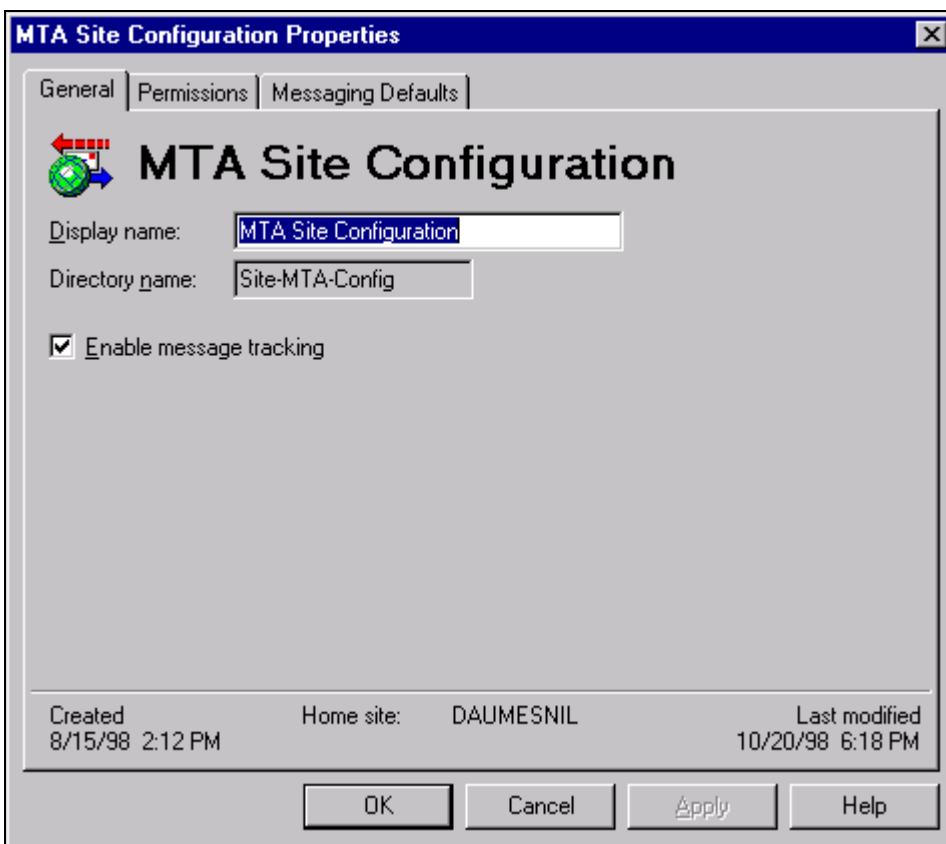 MTA Site Configuration Properties
General Permissions Messaging Defaults
MTA Site Configuration
Display name: MTA Site Configuration
Directory name: Site-MTA-Config
Enable message tracking
Created Home site: DAUMESNIL Last modified
8/15/98 2:12 PM 10/20/98 6:18 PM
OK Cancel Apply Help